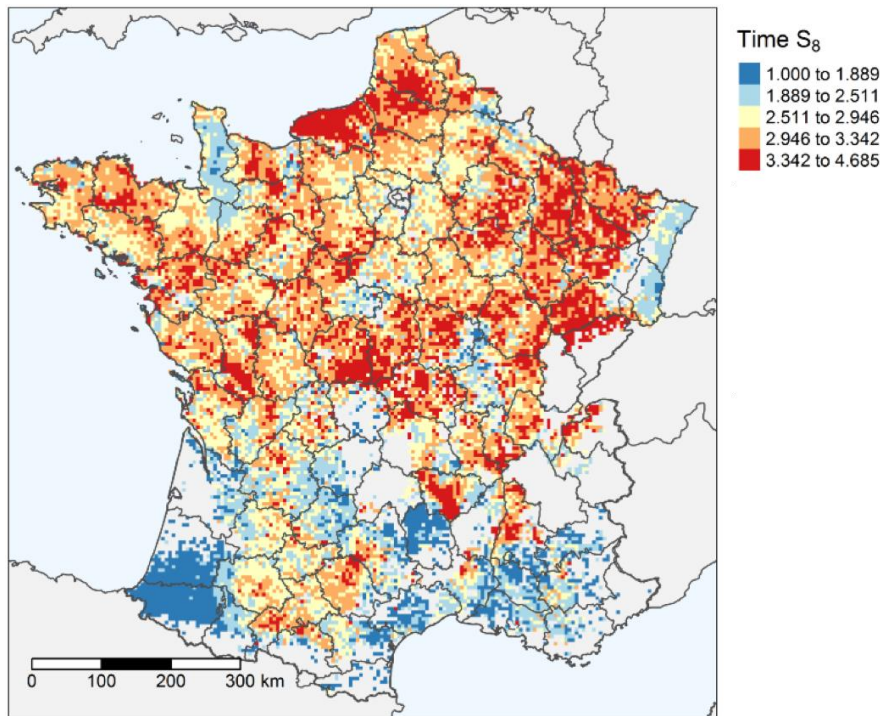 Time S₈
1.000 to 1.889
1.889 to 2.511
2.511 to 2.946
2.946 to 3.342
3.342 to 4.685
0 100 200 300 km